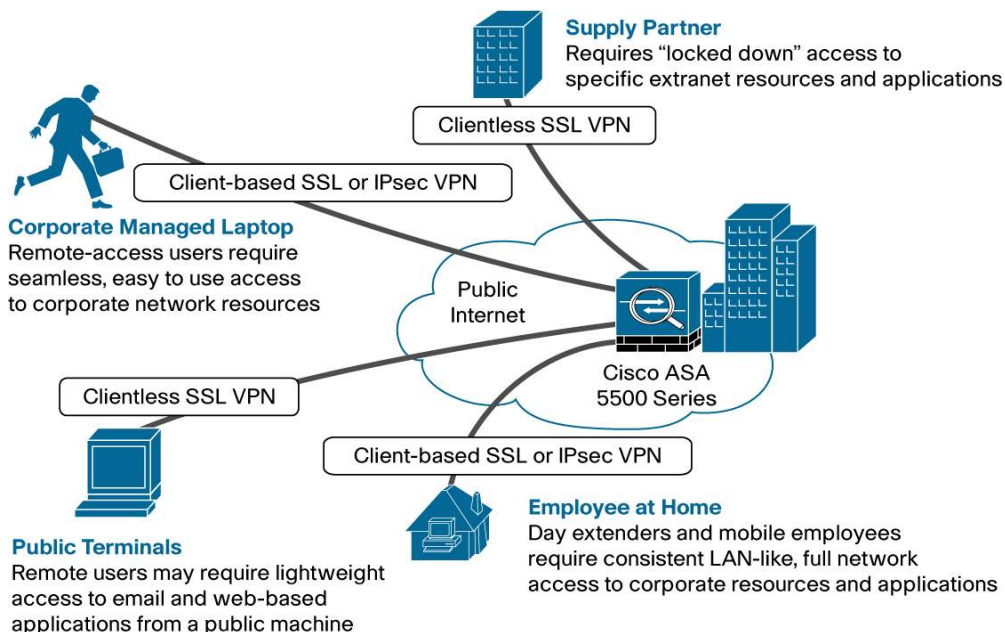 Supply Partner
Requires “locked down” access to
specific extranet resources and applications
Clientless SSL VPN
Client-based SSL or IPsec VPN
Corporate Managed Laptop
Remote-access users require
seamless, easy to use access
to corporate network resources
Public
Internet
Cisco ASA
5500 Series
Clientless SSL VPN
Client-based SSL or IPsec VPN
Public Terminals
Remote users may require lightweight
access to email and web-based
applications from a public machine
Employee at Home
Day extenders and mobile employees
require consistent LAN-like, full network
access to corporate resources and applications